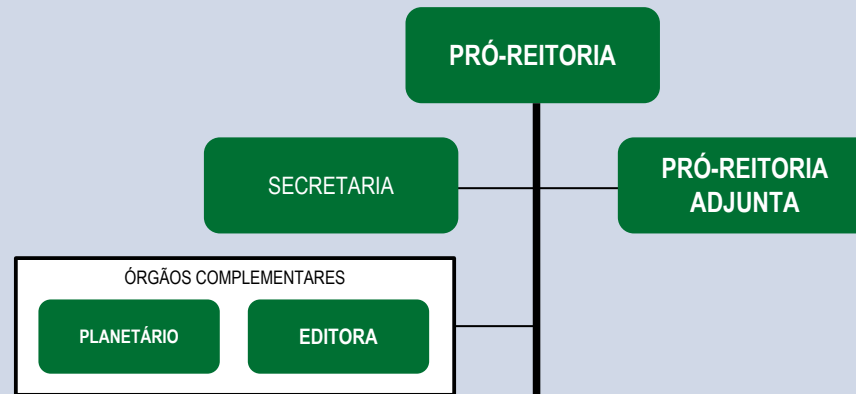 PRÓ-REITORIA
SECRETARIA
PRÓ-REITORIA
ADJUNTA
ÓRGÃOS COMPLEMENTARES
PLANETÁRIO
EDITORA